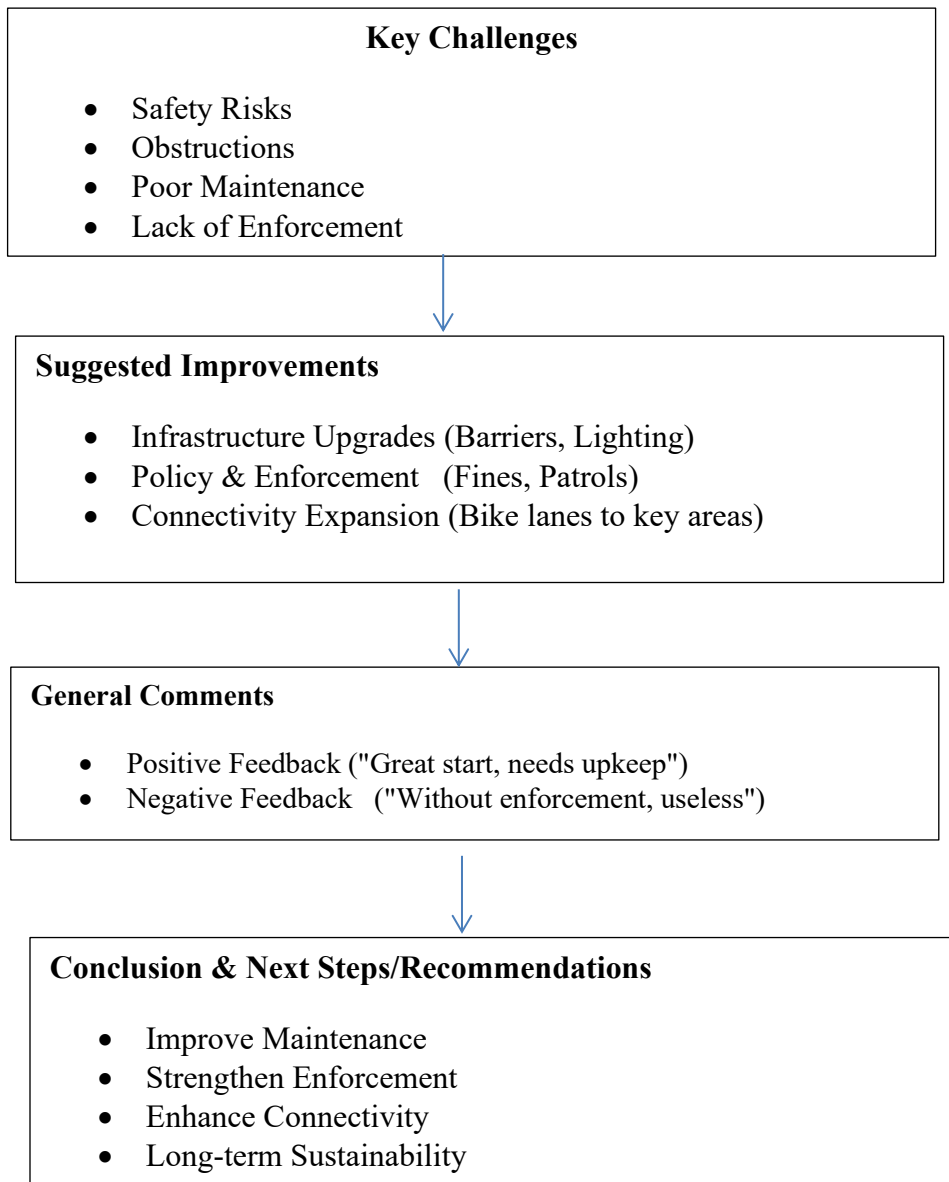 Key Challenges
• Safety Risks
• Obstructions
• Poor Maintenance
• Lack of Enforcement
Suggested Improvements
• Infrastructure Upgrades (Barriers, Lighting)
• Policy & Enforcement (Fines, Patrols)
• Connectivity Expansion (Bike lanes to key areas)
General Comments
• Positive Feedback ("Great start, needs upkeep")
• Negative Feedback ("Without enforcement, useless")
Conclusion & Next Steps/Recommendations
• Improve Maintenance
• Strengthen Enforcement
• Enhance Connectivity
• Long-term Sustainability